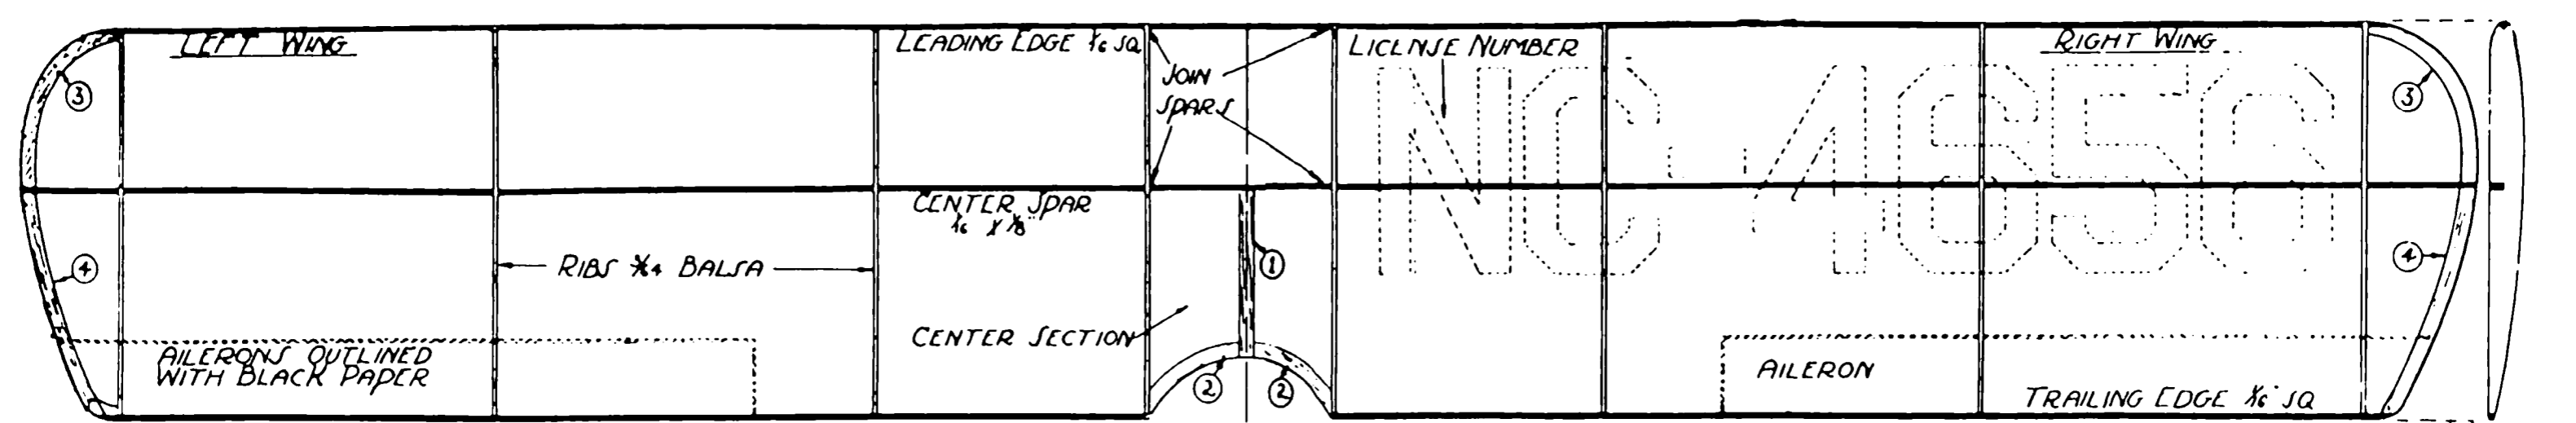 LEFT WING
LEADING EDGE 1/16 SQ
JOIN
SPARS
LICENSE NUMBER
RIGHT WING
NC-4656
3
3
CENTER SPAR
1/16 X 1/8"
4
RIBS 1/64 BALSA
1
4
CENTER SECTION
AILERONS OUTLINED
WITH BLACK PAPER
2
2
AILERON
TRAILING EDGE 1/16" SQ